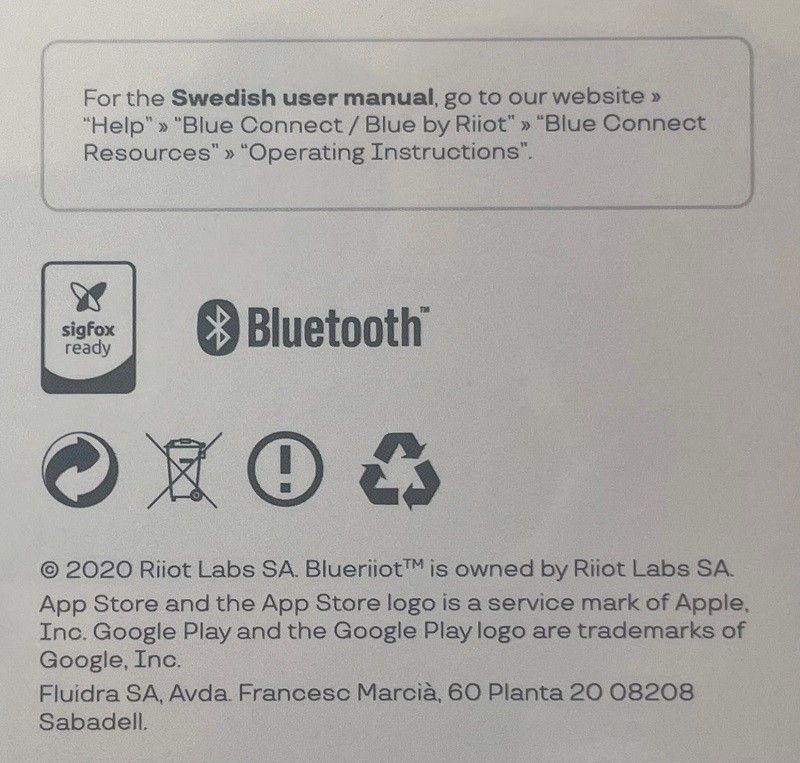 For the Swedish user manual, go to our website »
“Help” » “Blue Connect / Blue by Riiot” » “Blue Connect
Resources” » “Operating Instructions”.
sigfox
ready
Bluetooth™
© 2020 Riiot Labs SA. Blueriiot™ is owned by Riiot Labs SA.
App Store and the App Store logo is a service mark of Apple,
Inc. Google Play and the Google Play logo are trademarks of
Google, Inc.
Fluidra SA, Avda. Francesc Marcià, 60 Planta 20 08208
Sabadell.